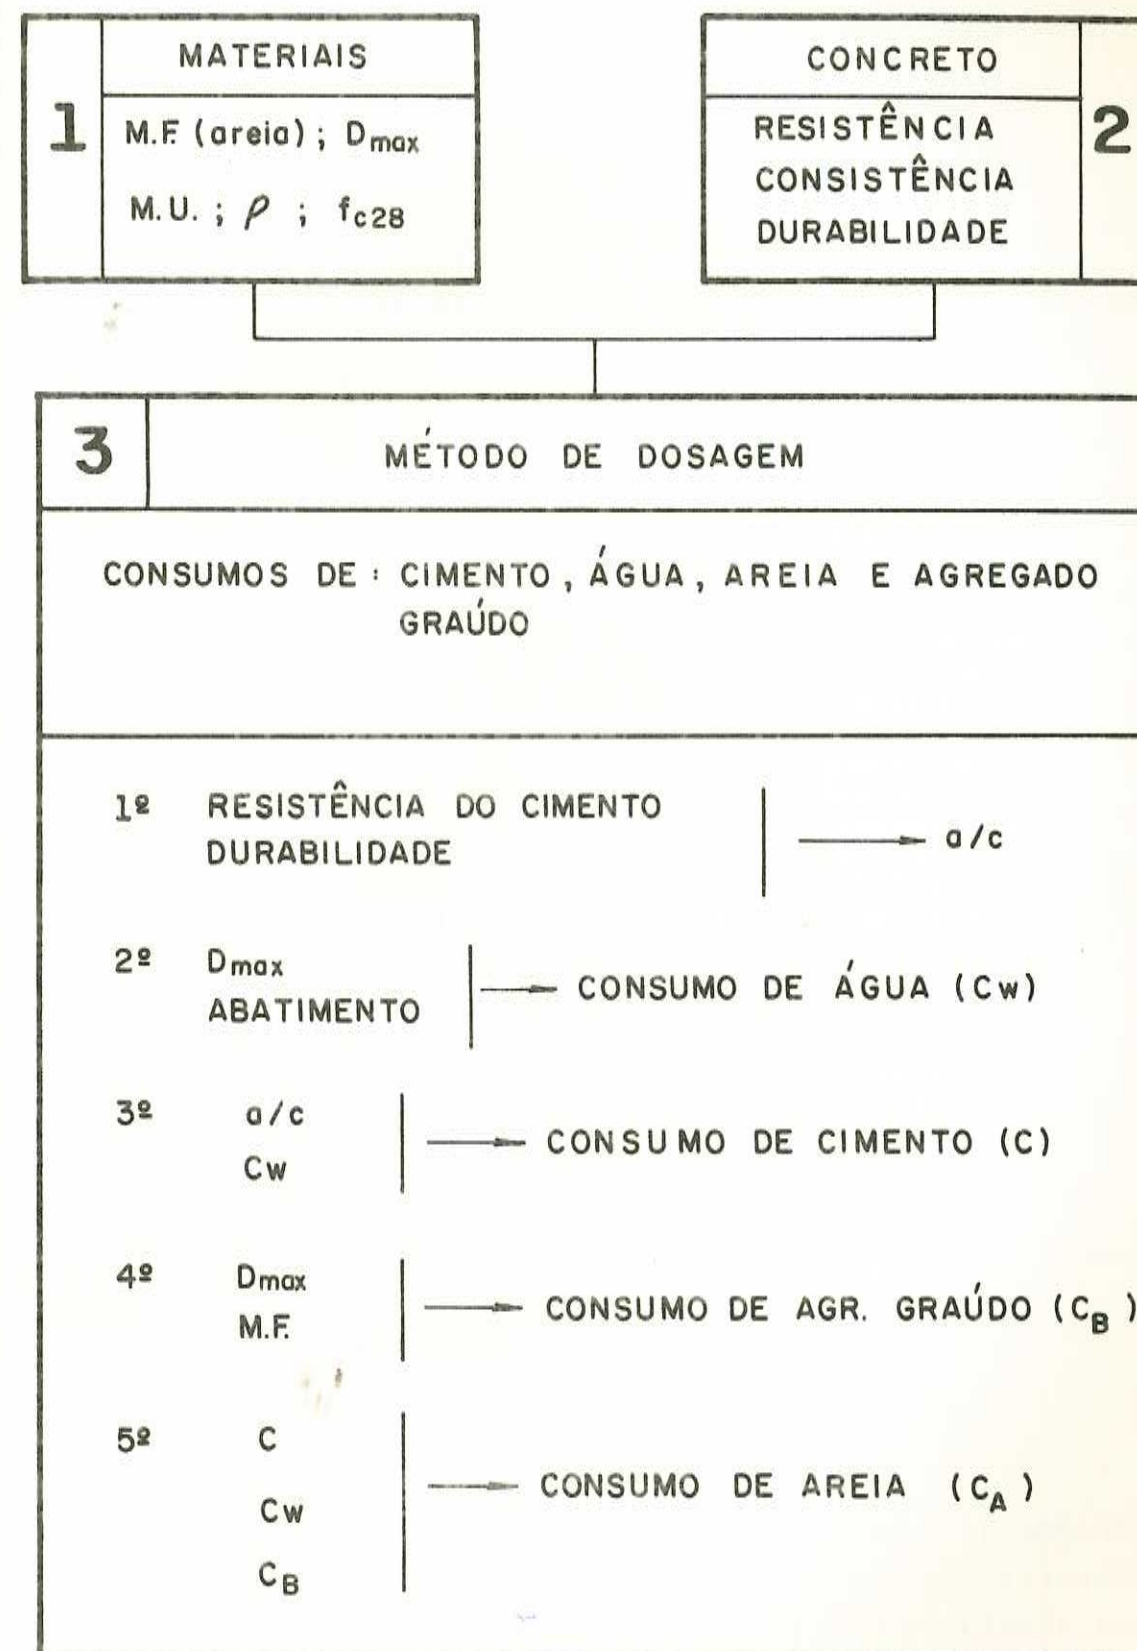 1
MATERIAIS
M.F. (areia) ; Dmax
M.U. ; ρ ; fc28
CONCRETO
2
RESISTÊNCIA
CONSISTÊNCIA
DURABILIDADE
3
MÉTODO DE DOSAGEM
CONSUMOS DE : CIMENTO , ÁGUA , AREIA E AGREGADO
GRAÚDO
1º RESISTÊNCIA DO CIMENTO
DURABILIDADE
a/c
2º Dmax
ABATIMENTO
CONSUMO DE ÁGUA (Cw)
3º a/c
Cw
CONSUMO DE CIMENTO (C)
4º Dmax
M.F.
CONSUMO DE AGR. GRAÚDO (CB)
5º C
Cw
CB
CONSUMO DE AREIA (CA)